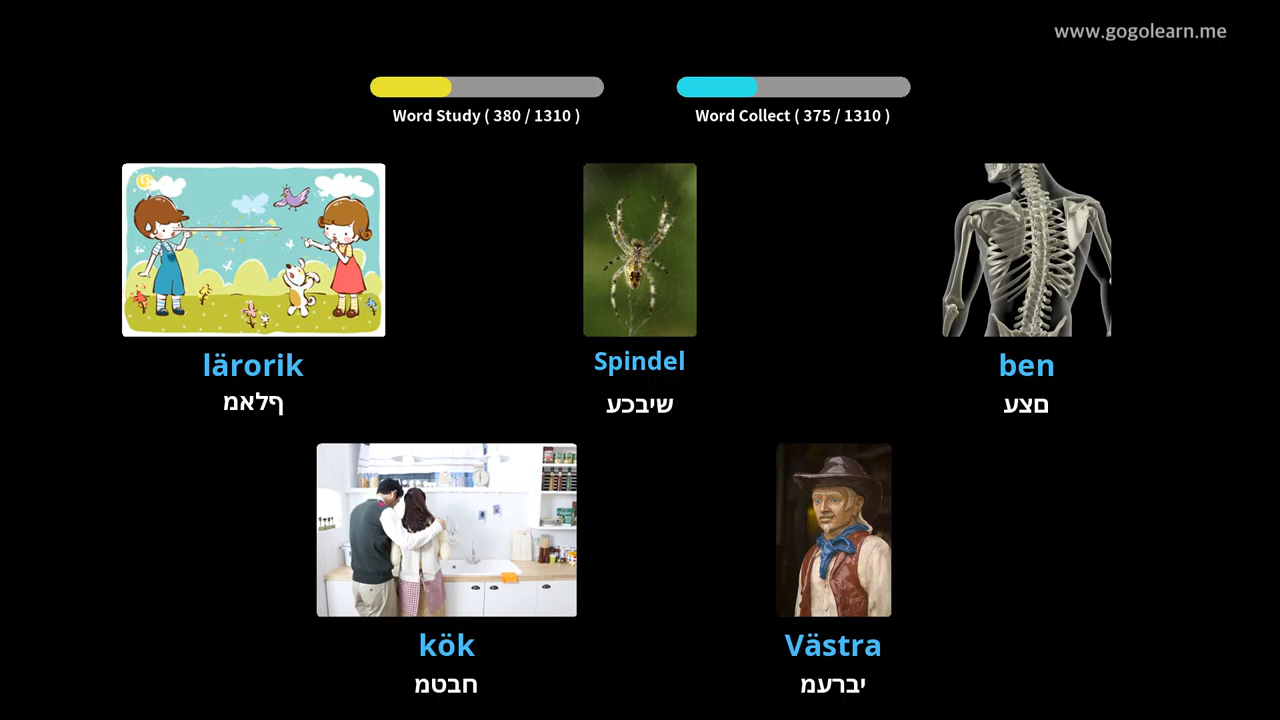 www.gogolearn.me
Word Study ( 380 / 1310 )
Word Collect ( 375 / 1310 )
lärorik
ףלאמ
Spindel
שיבכע
ben
םצע
kök
חבטמ
Västra
יברעמ